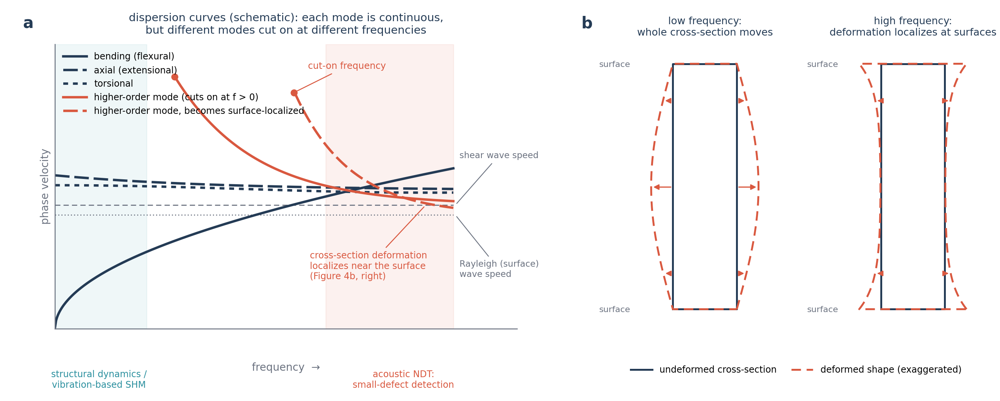 a
dispersion curves (schematic): each mode is continuous,
but different modes cut on at different frequencies
bending (flexural)
axial (extensional)
torsional
higher-order mode (cuts on at f > 0)
higher-order mode, becomes surface-localized
cut-on frequency
phase velocity
shear wave speed
cross-section deformation
localizes near the surface
(Figure 4b, right)
Rayleigh (surface)
wave speed
frequency →
structural dynamics /
vibration-based SHM
acoustic NDT:
small-defect detection
b
low frequency:
whole cross-section moves
surface
surface
high frequency:
deformation localizes at surfaces
surface
surface
undeformed cross-section
deformed shape (exaggerated)